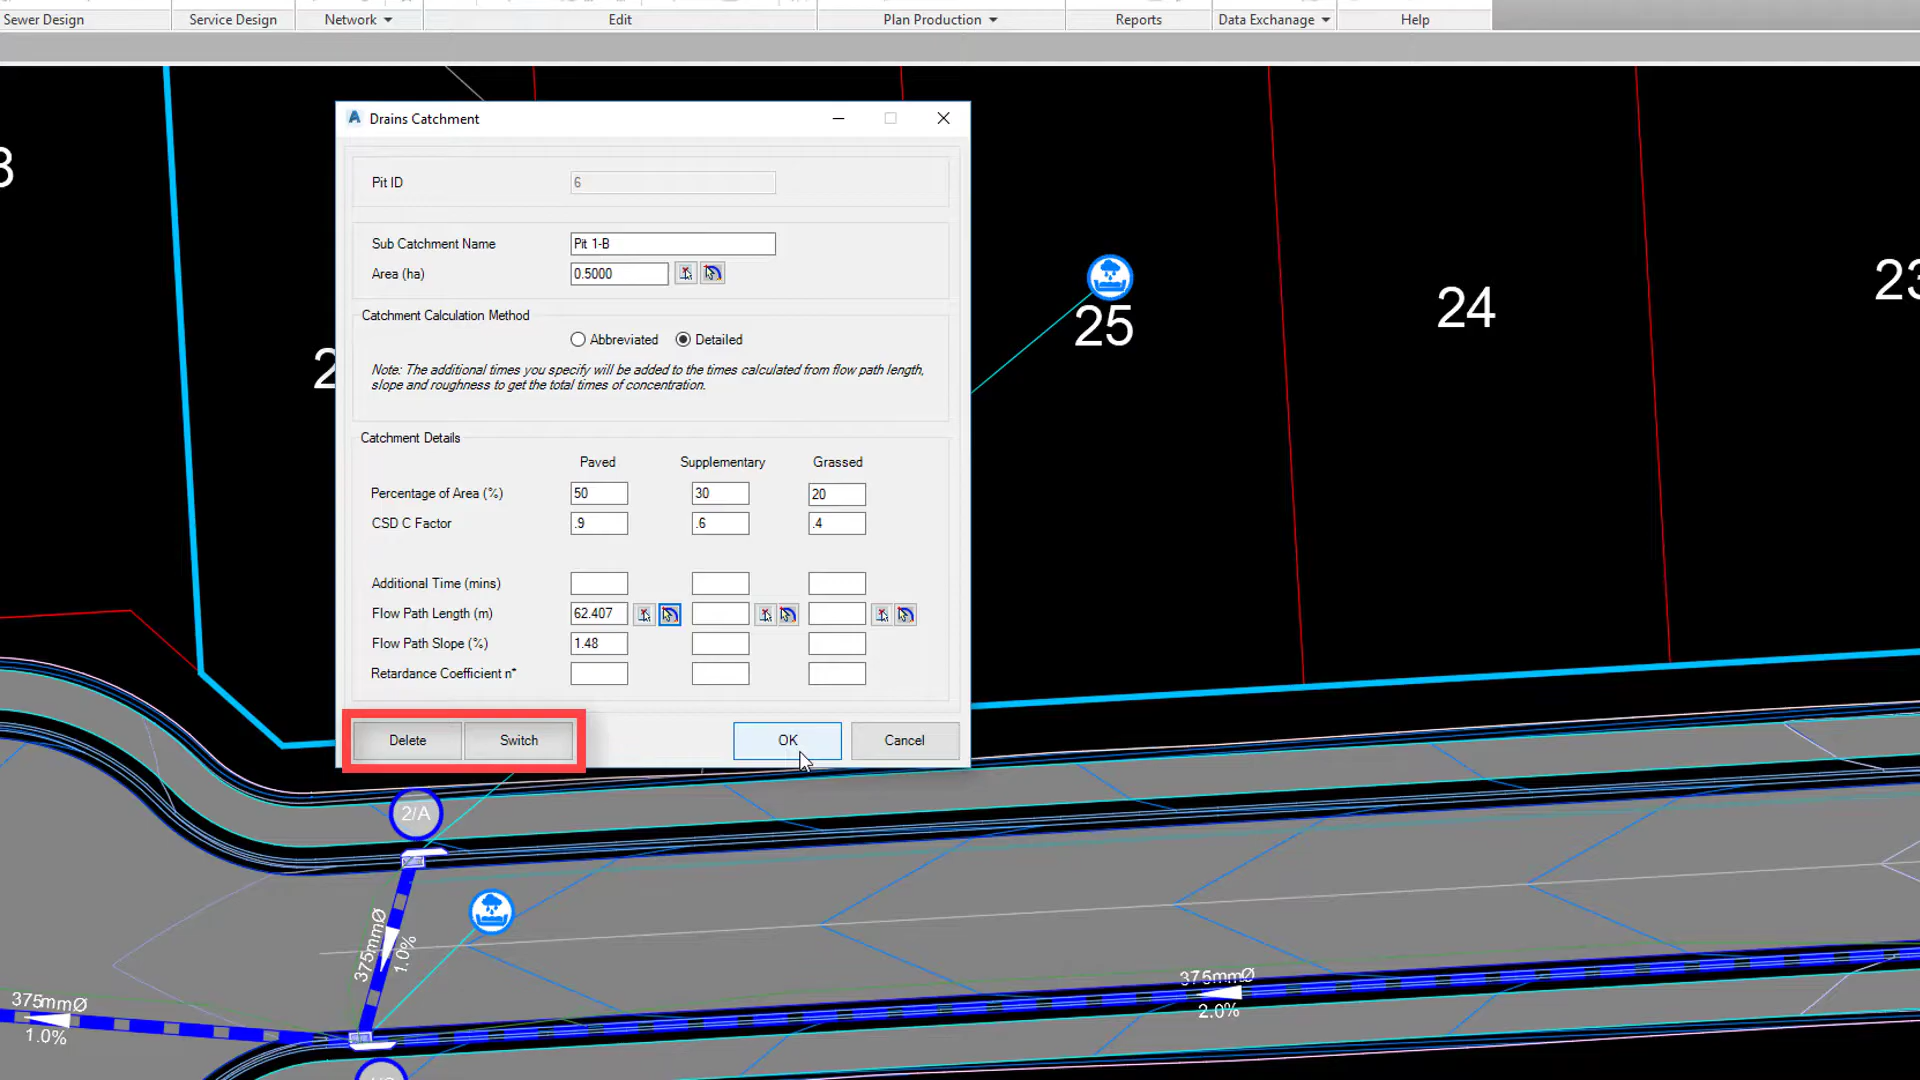 Sewer Design Service Design Network Edit Plan Production Reports Data Exchange Help
Drains Catchment
Pit ID 6
Sub Catchment Name Pit 1-B
Area (ha) 0.5000
Catchment Calculation Method
Abbreviated Detailed
Note: The additional times you specify will be added to the times calculated from flow path length,
slope and roughness to get the total times of concentration.
Catchment Details
Paved Supplementary Grassed
Percentage of Area (%) 50 30 20
CSD C Factor .9 .6 .4
Additional Time (mins)
Flow Path Length (m) 62.407
Flow Path Slope (%) 1.48
Retardance Coefficient n*
Delete Switch OK Cancel
25
24
23
2/A
375mmØ
1.0%
375mmØ
1.0%
375mmØ
2.0%